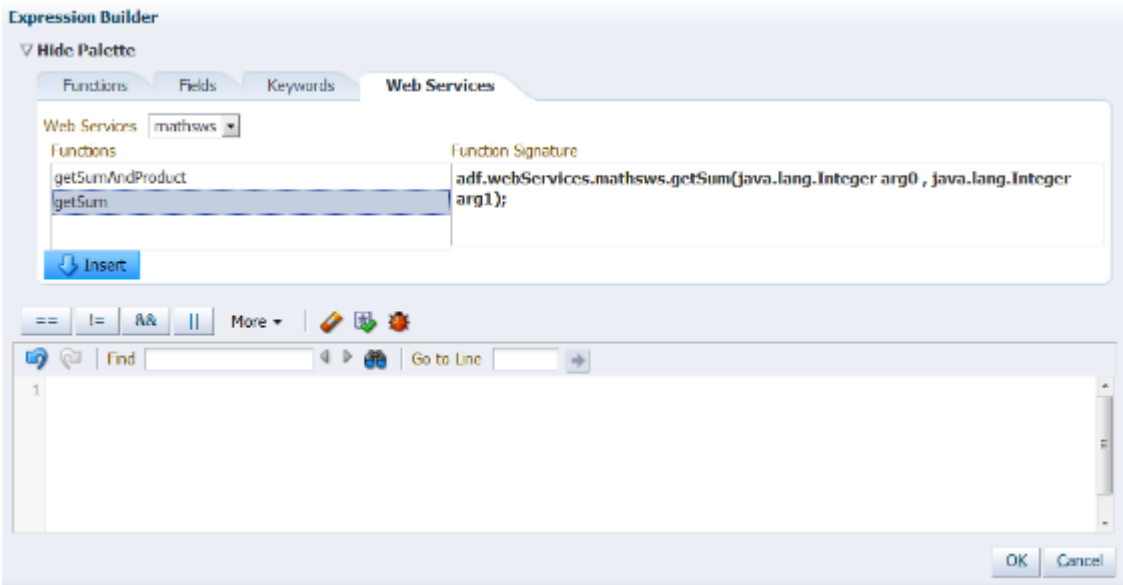 Expression Builder
Hide Palette
Functions Fields Keywords Web Services
Web Services mathsws
Functions Function Signature
getSumAndProduct
getSum
adf.webServices.mathsws.getSum(java.lang.Integer arg0 , java.lang.Integer
arg1);
Insert
== != && || More
Find Go to Line
1
OK Cancel